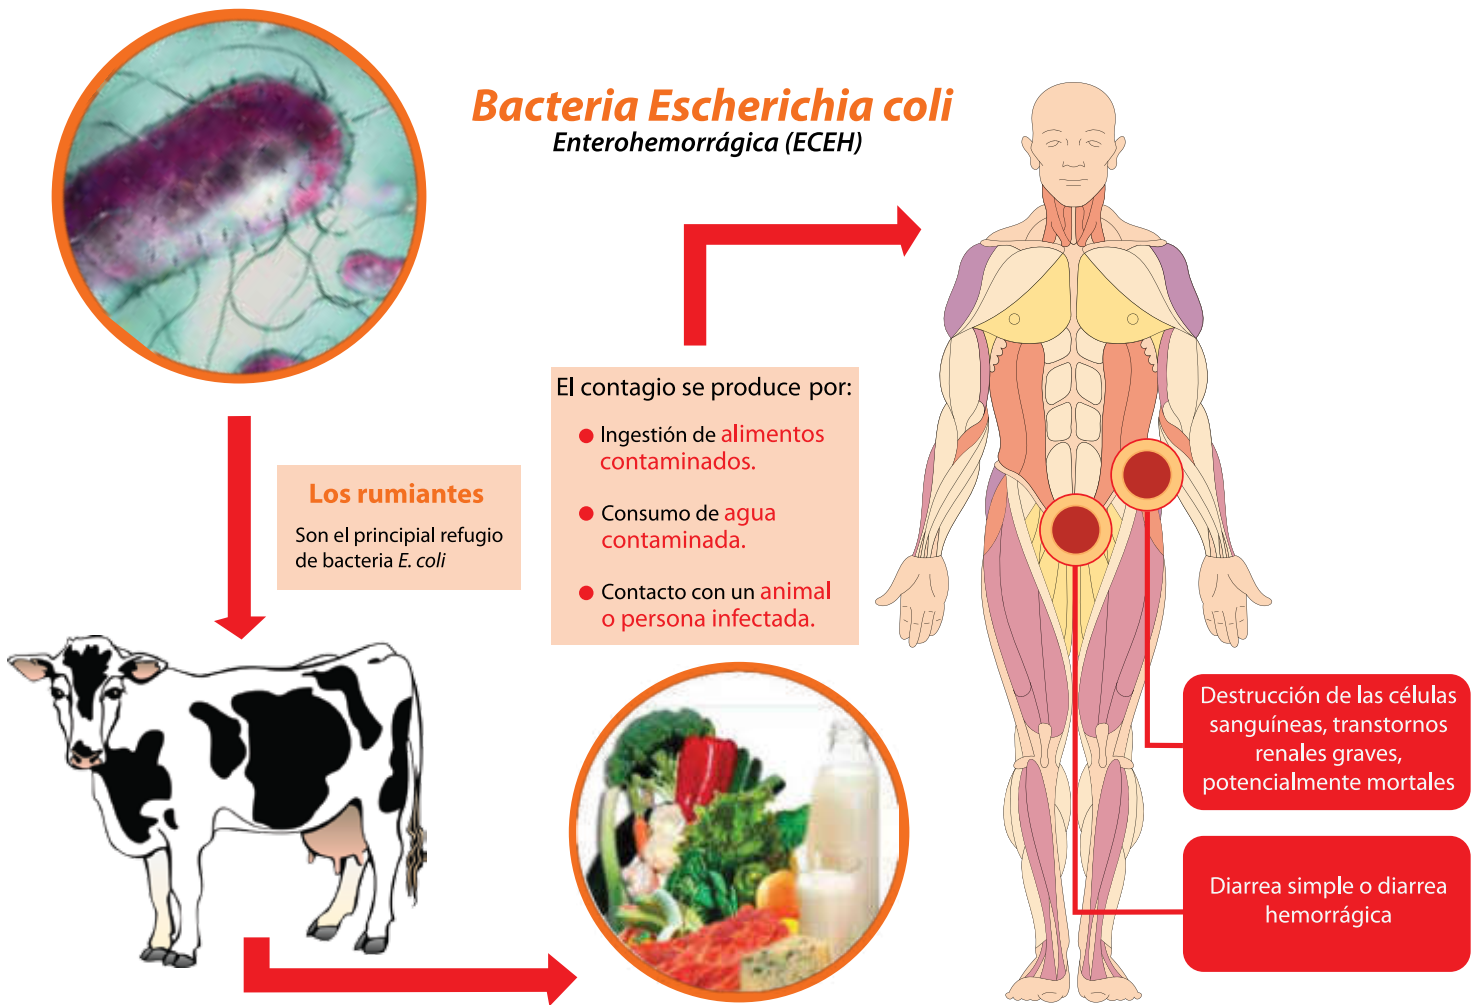 Bacteria Escherichia coli
Enterohemorrágica (ECEH)
Los rumiantes
Son el principial refugio
de bacteria E. coli
El contagio se produce por:
Ingestión de alimentos
contaminados.
Consumo de agua
contaminada.
Contacto con un animal
o persona infectada.
Destrucción de las células
sanguíneas, transtornos
renales graves,
potencialmente mortales
Diarrea simple o diarrea
hemorrágica